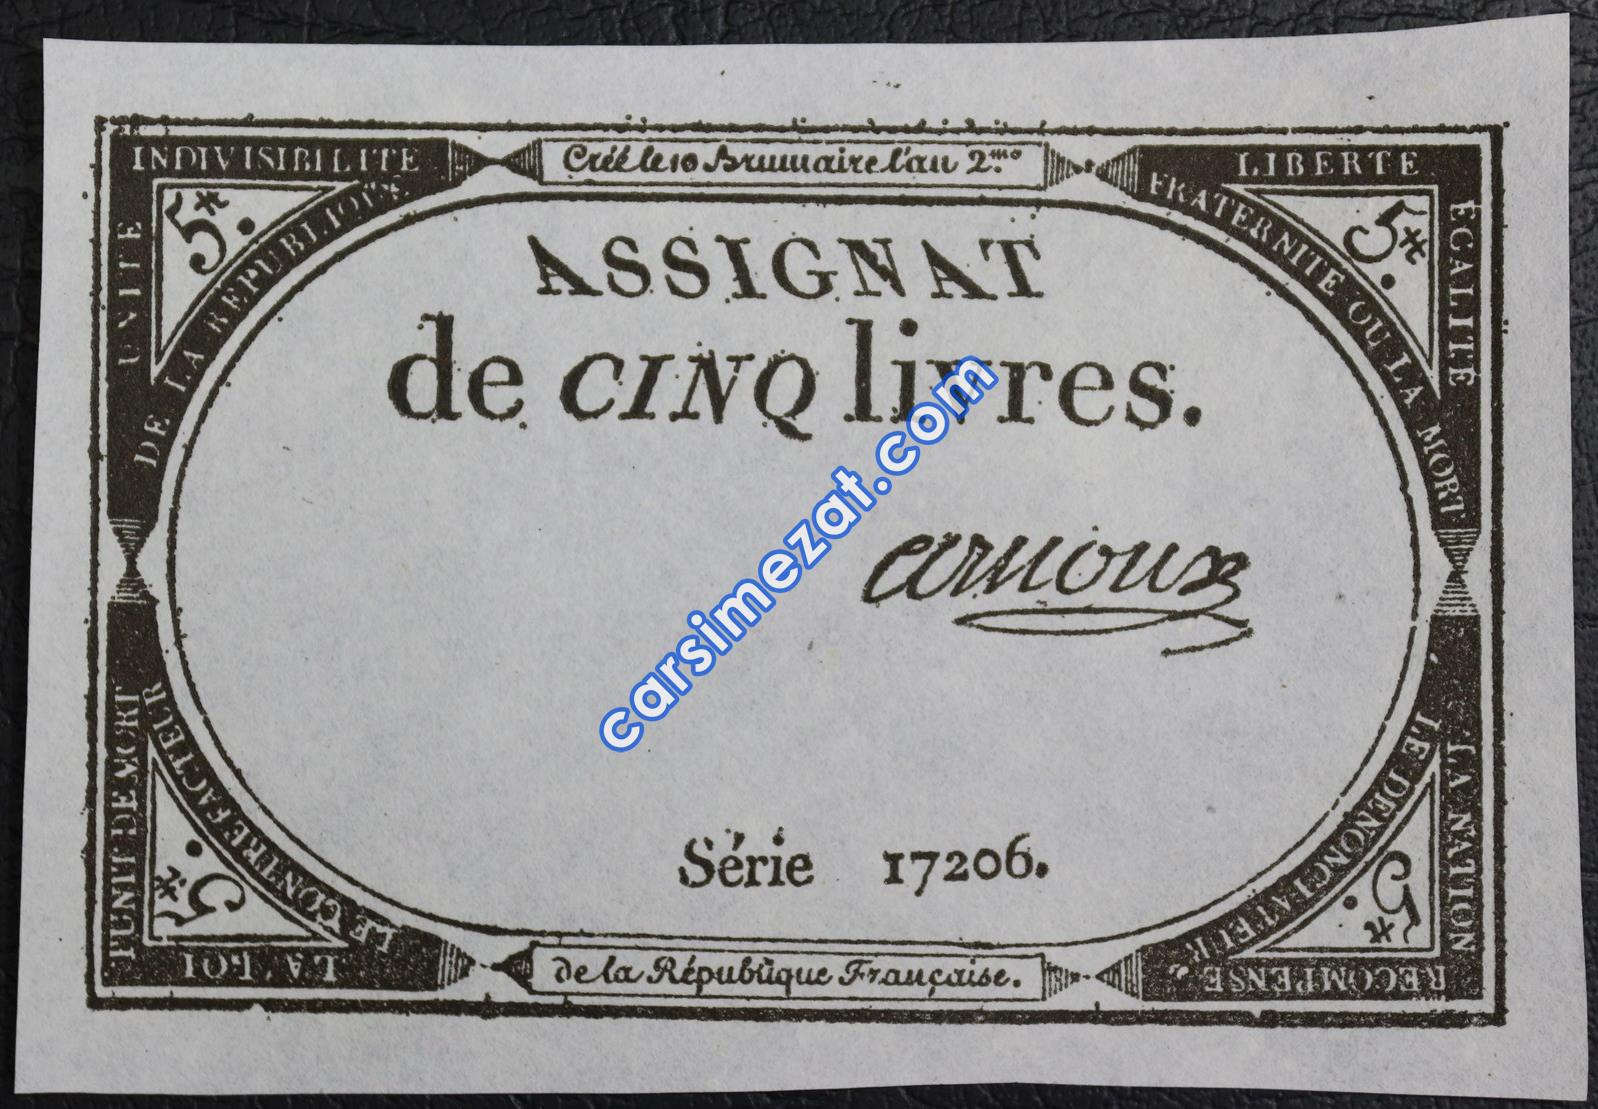 INDIVISIBILITE
Créé le 10 Brumaire l'an 2.me
LIBERTE
UNITE
DE LA REPUBLIQUE
5
FRATERNITE OU LA MORT
5
EGALITE
ASSIGNAT
de CINQ livres.
carsimezat.com
arnoux
Série 17206.
PUNIT DE MORT
LE CONTREFACTEUR
5
LA LOI
LE DENONCIATEUR
LA NATION
5
RECOMPENSE
de la République Française.